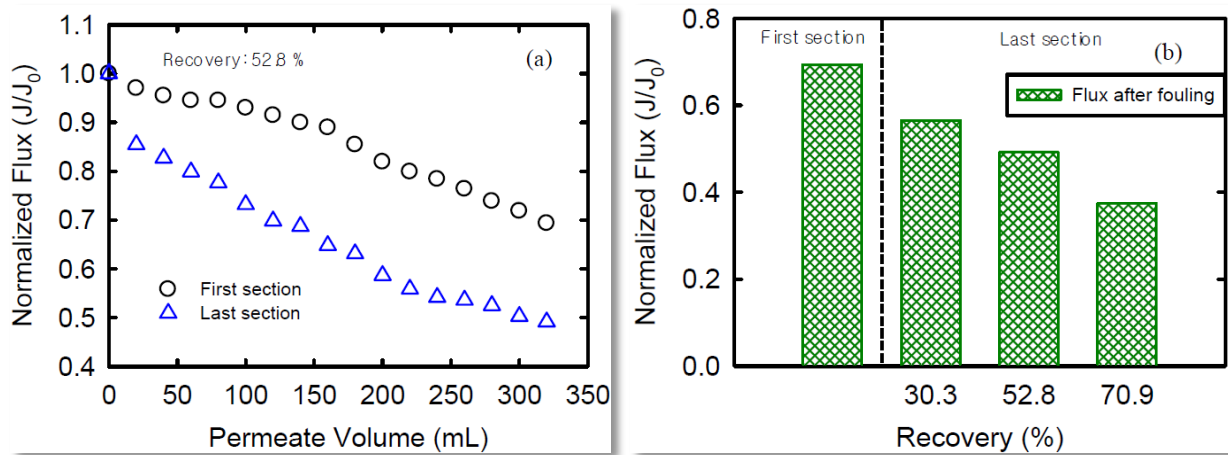 1.1
1.0
0.9
0.8
0.7
0.6
0.5
0.4
Normalized Flux (J/J0)
Recovery: 52.8 %
(a)
First section
Last section
0 50 100 150 200 250 300 350
Permeate Volume (mL)
0.8
0.6
0.4
0.2
0.0
Normalized Flux (J/J0)
First section
Last section
(b)
Flux after fouling
30.3 52.8 70.9
Recovery (%)